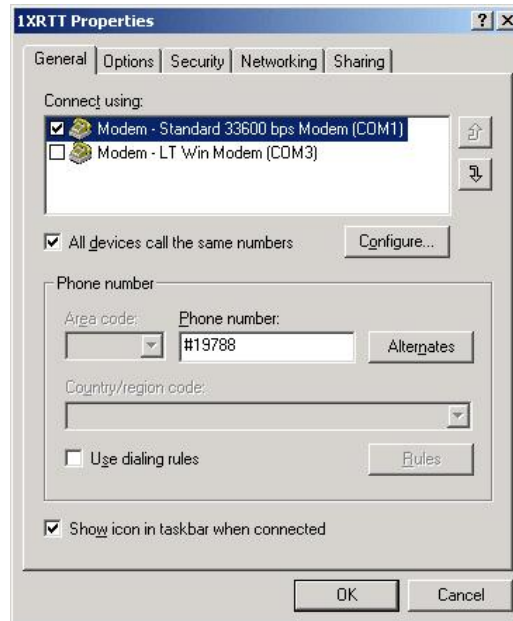 1XRTT Properties
General Options Security Networking Sharing
Connect using:
Modem - Standard 33600 bps Modem (COM1)
Modem - LT Win Modem (COM3)
All devices call the same numbers Configure...
Phone number
Area code: Phone number:
#19788 Alternates
Country/region code:
Use dialing rules Rules
Show icon in taskbar when connected
OK Cancel